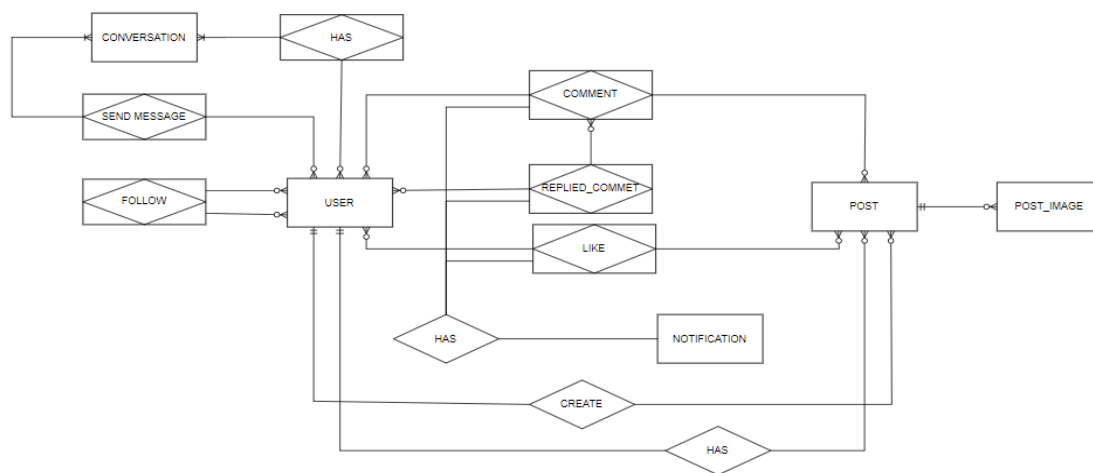 CONVERSATION
HAS
COMMENT
SEND MESSAGE
REPLIED_COMMET
FOLLOW
USER
POST
POST_IMAGE
LIKE
HAS
NOTIFICATION
CREATE
HAS